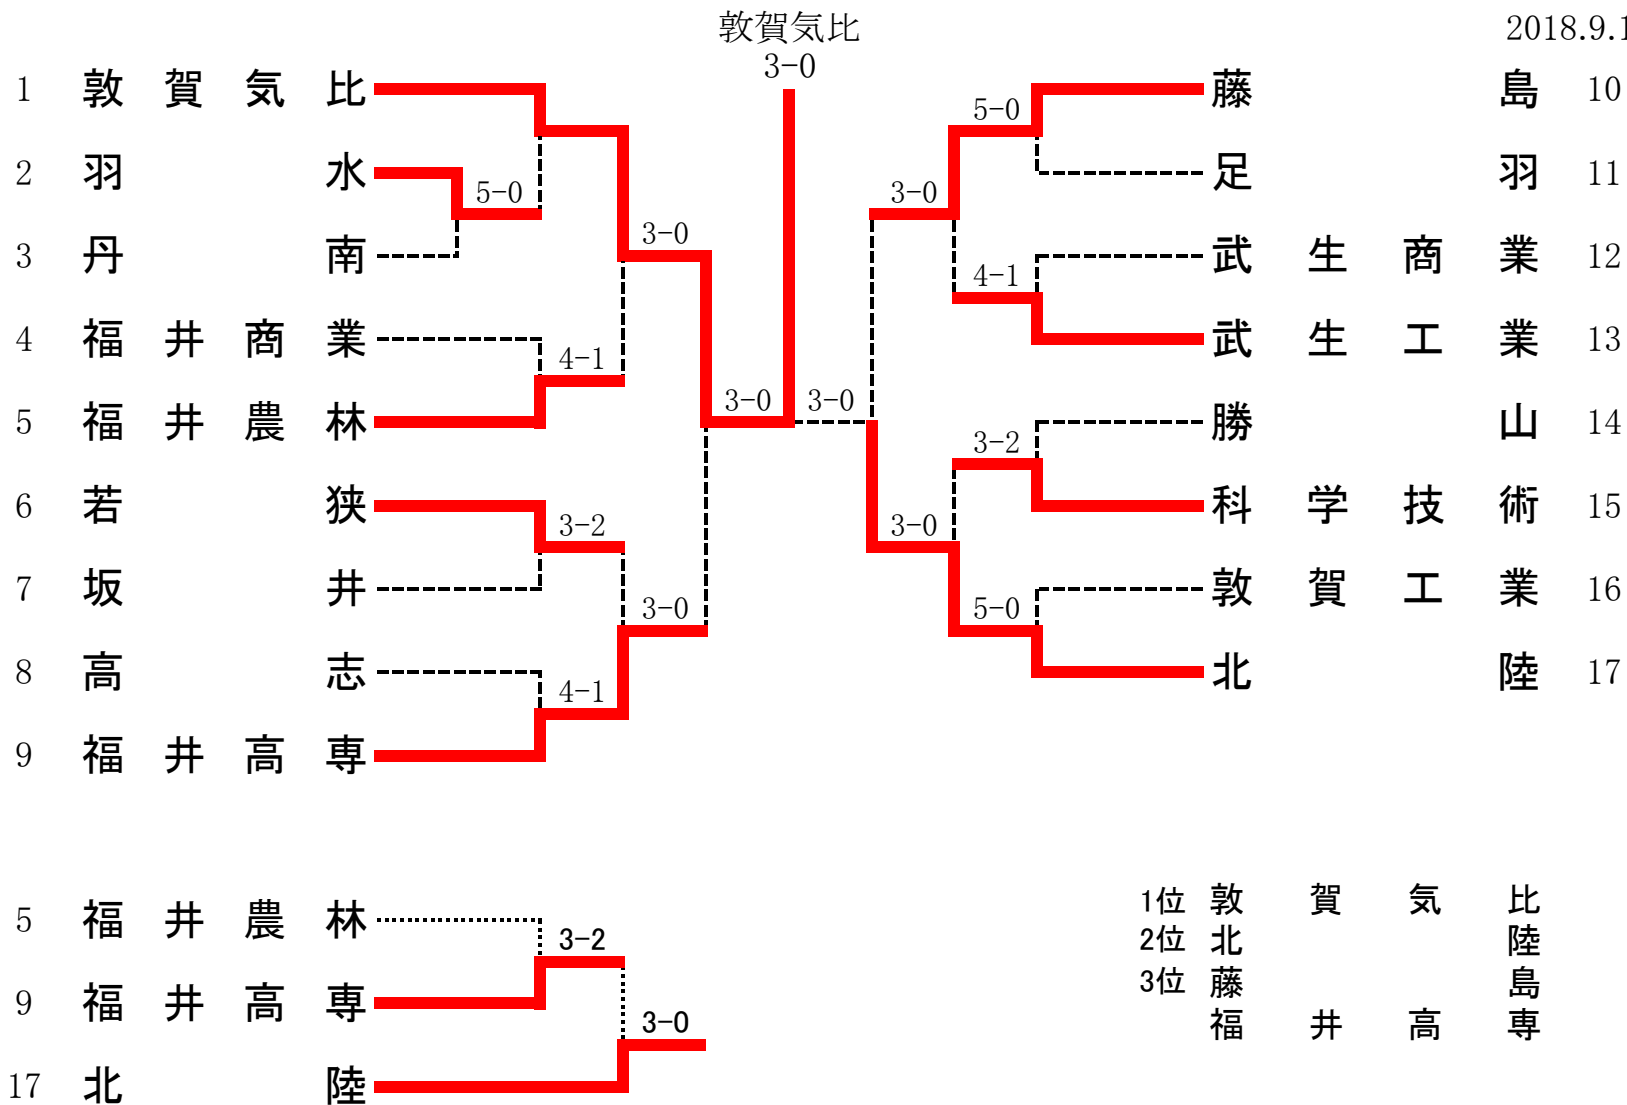 敦賀気比
2018.9.1
3-0
1 敦賀気比
藤島 10
5-0
2 羽水
足羽 11
5-0
3-0
3 丹南
武生商業 12
3-0
4-1
4 福井商業
武生工業 13
4-1
5 福井農林
勝山 14
3-0 3-0
3-2
6 若狭
科学技術 15
3-2
3-0
7 坂井
敦賀工業 16
3-0
5-0
8 高志
北陸 17
4-1
9 福井高専
5 福井農林
3-2
9 福井高専
3-0
17 北陸
1位 敦賀気比
2位 北陸
3位 藤島
福井高専